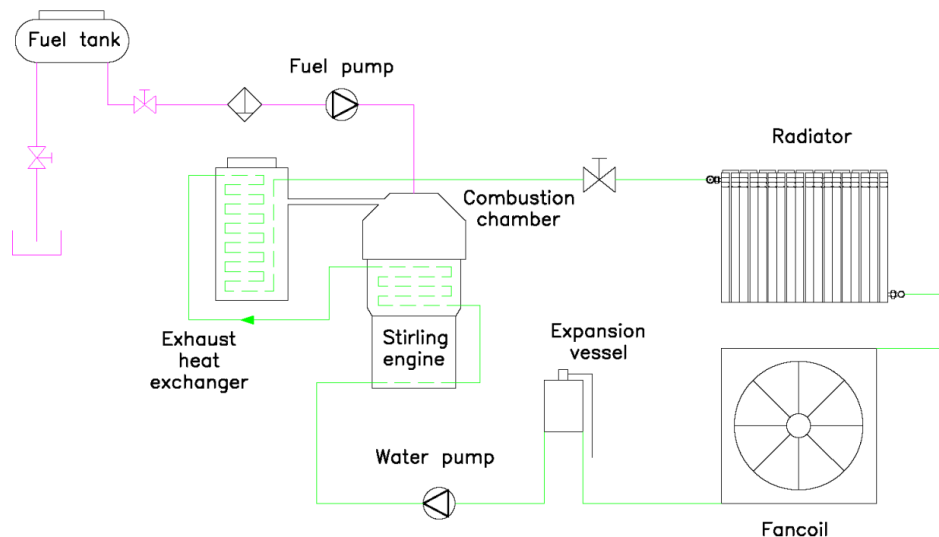 Fuel tank
Fuel pump
Radiator
Combustion
chamber
Exhaust
heat
exchanger
Stirling
engine
Expansion
vessel
Water pump
Fancoil